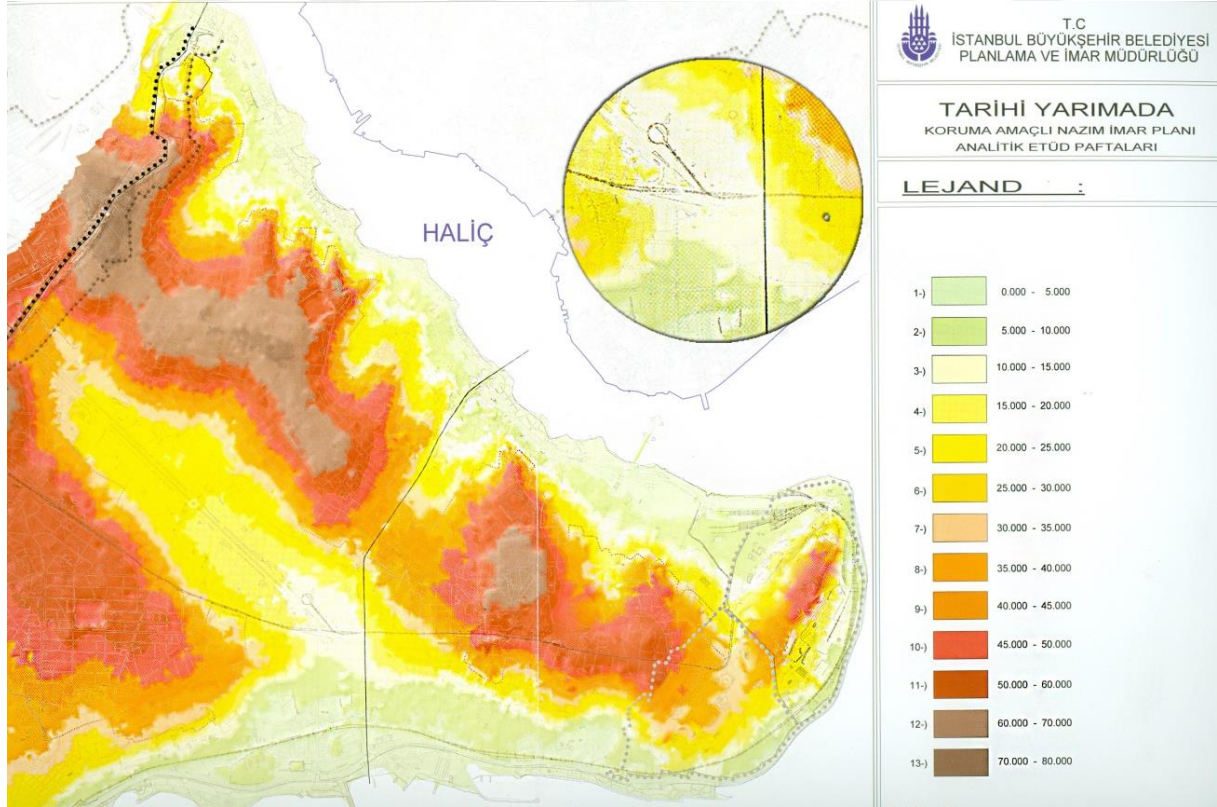 HALİÇ
T.C
İSTANBUL BÜYÜKŞEHİR BELEDİYESİ
PLANLAMA VE İMAR MÜDÜRLÜĞÜ
TARİHİ YARIMADA
KORUMA AMAÇLI NAZIM İMAR PLANI
ANALİTİK ETÜD PAFTALARI
LEJAND :
1-) 0.000 - 5.000
2-) 5.000 - 10.000
3-) 10.000 - 15.000
4-) 15.000 - 20.000
5-) 20.000 - 25.000
6-) 25.000 - 30.000
7-) 30.000 - 35.000
8-) 35.000 - 40.000
9-) 40.000 - 45.000
10-) 45.000 - 50.000
11-) 50.000 - 60.000
12-) 60.000 - 70.000
13-) 70.000 - 80.000